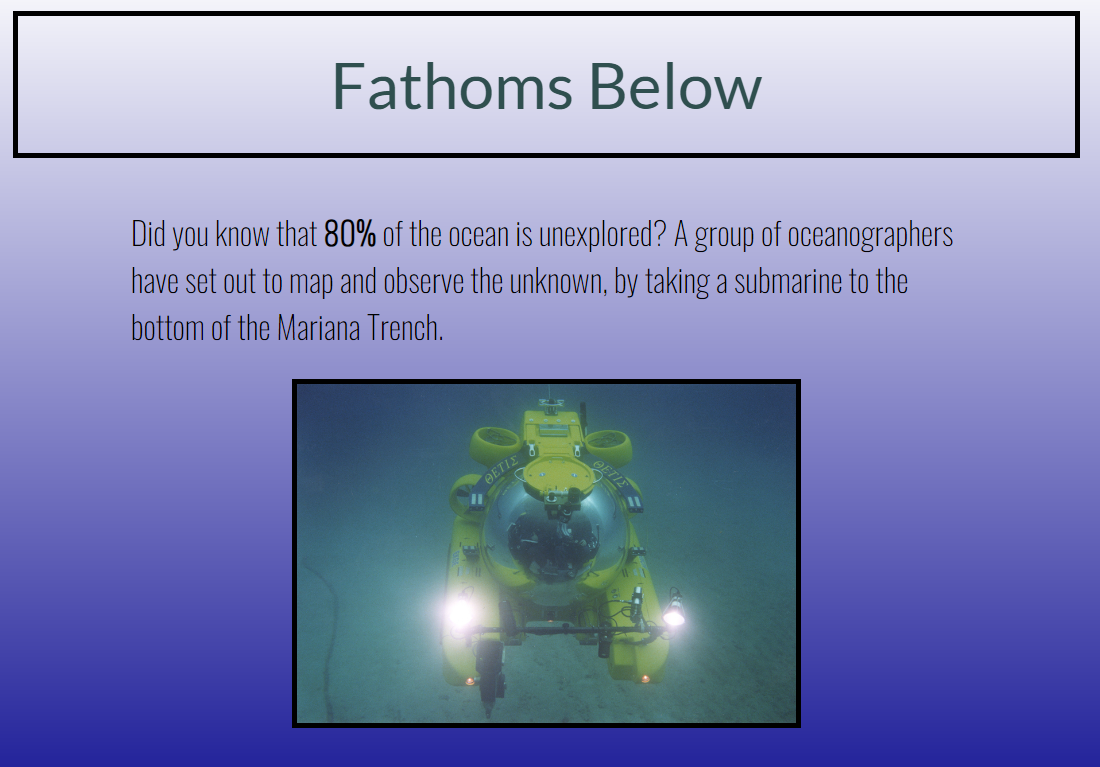 Fathoms Below
Did you know that 80% of the ocean is unexplored? A group of oceanographers
have set out to map and observe the unknown, by taking a submarine to the
bottom of the Mariana Trench.
ΘΕΤΙΣ ΘΕΤΙΣ